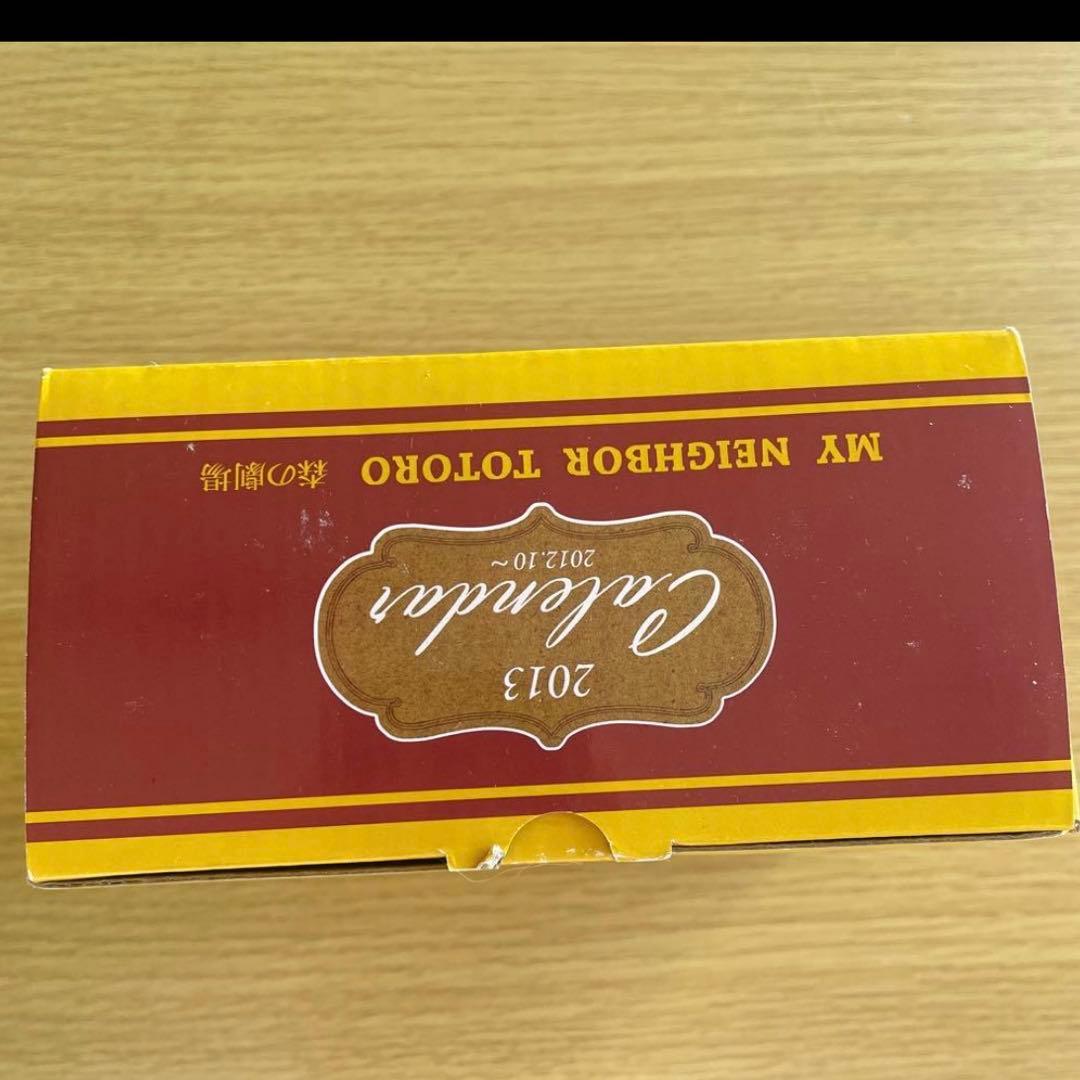 2013
Calendar
2012.10~
MY NEIGHBOR TOTORO 森の劇場